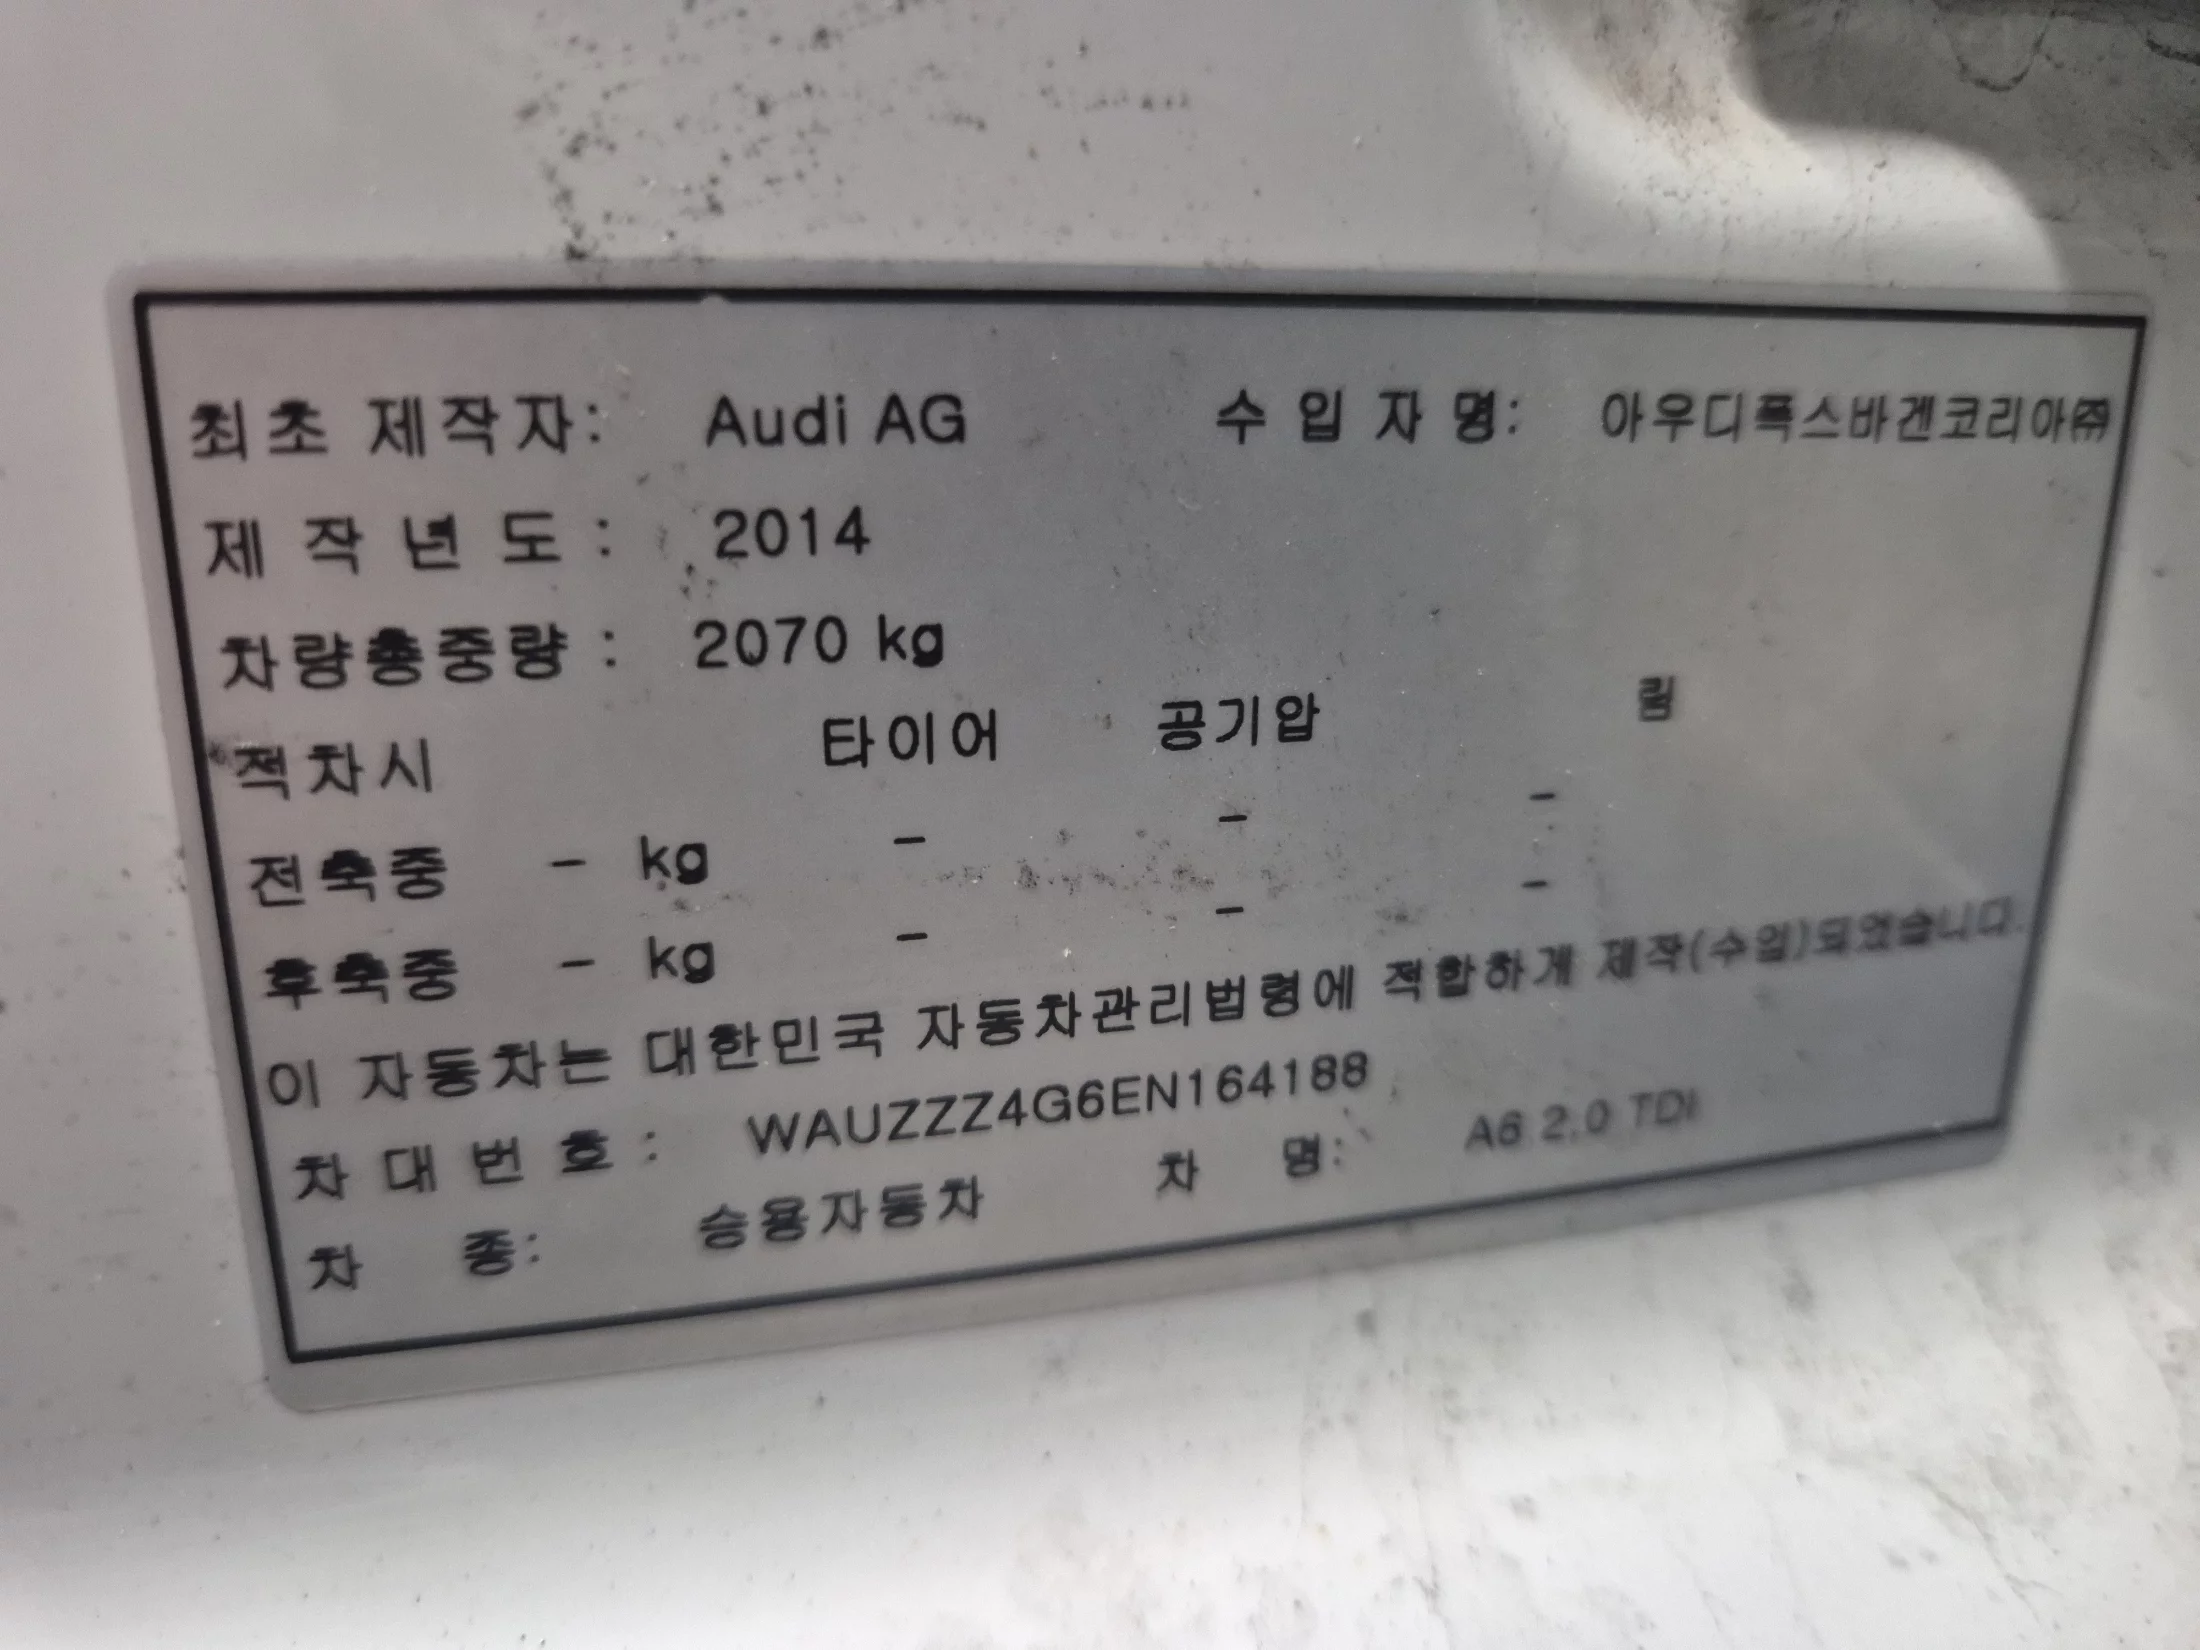 최초 제작자: Audi AG 수 입 자 명: 아우디폭스바겐코리아㈜
제 작 년 도 : 2014
차량총중량 : 2070 kg
적차시 타이어 공기압 림
전축중 - kg - - -
후축중 - kg - - -
이 자동차는 대한민국 자동차관리법령에 적합하게 제작(수입)되었습니다.
차 대 번 호 : WAUZZZ4G6EN164188
차 종: 승용자동차 차 명: A6 2.0 TDI